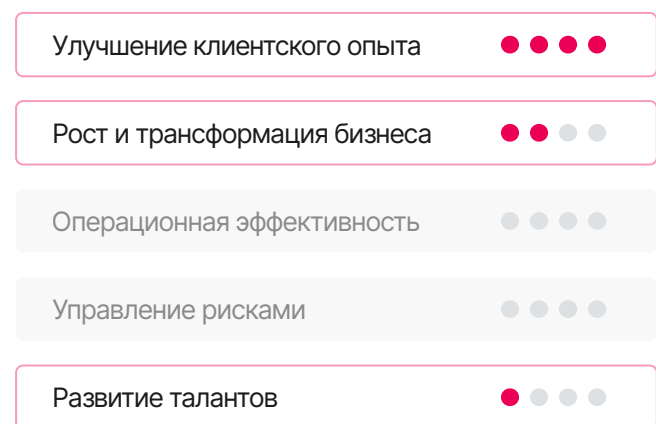 Улучшение клиентского опыта
Рост и трансформация бизнеса
Операционная эффективность
Управление рисками
Развитие талантов